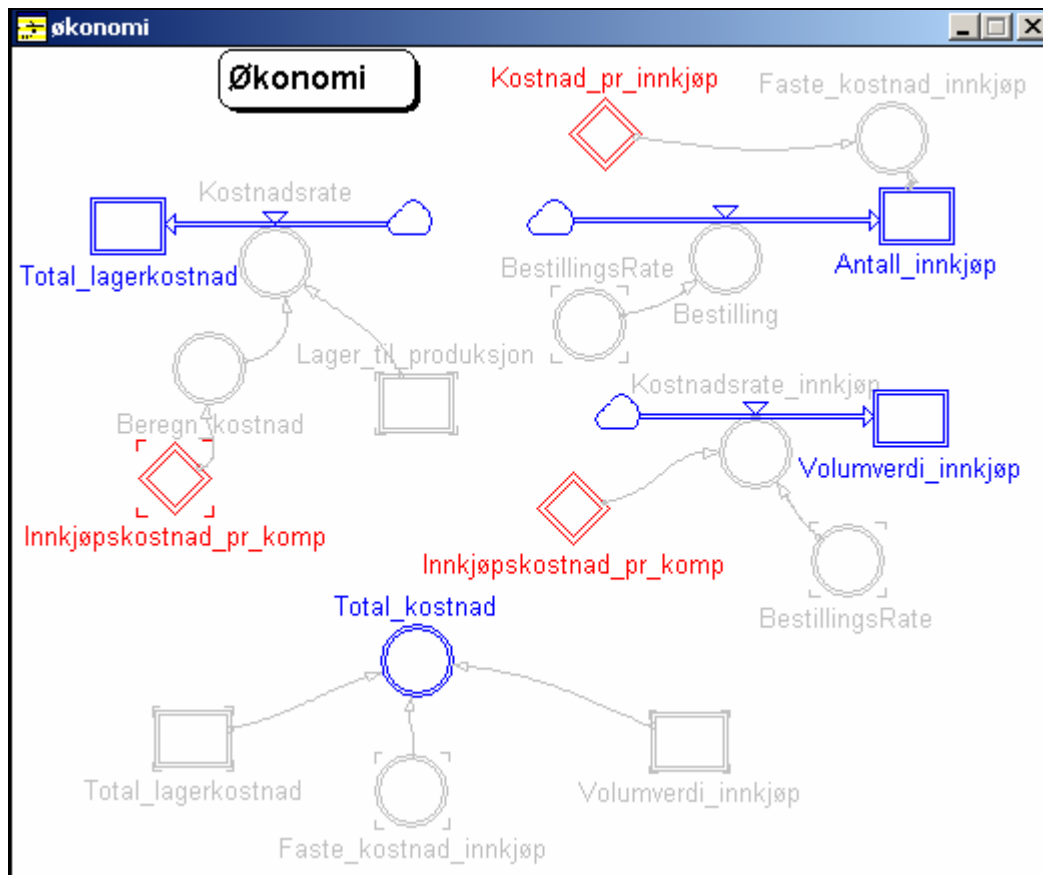 økonomi
Økonomi
Kostnad_pr_innkjøp
Faste_kostnad_innkjøp
Kostnadsrate
Total_lagerkostnad
BestillingsRate
Antall_innkjøp
Bestilling
Lager_til_produksjon
Kostnadsrate_innkjøp
Beregn_kostnad
Volumverdi_innkjøp
Innkjøpskostnad_pr_komp
Innkjøpskostnad_pr_komp
Total_kostnad
BestillingsRate
Total_lagerkostnad
Volumverdi_innkjøp
Faste_kostnad_innkjøp